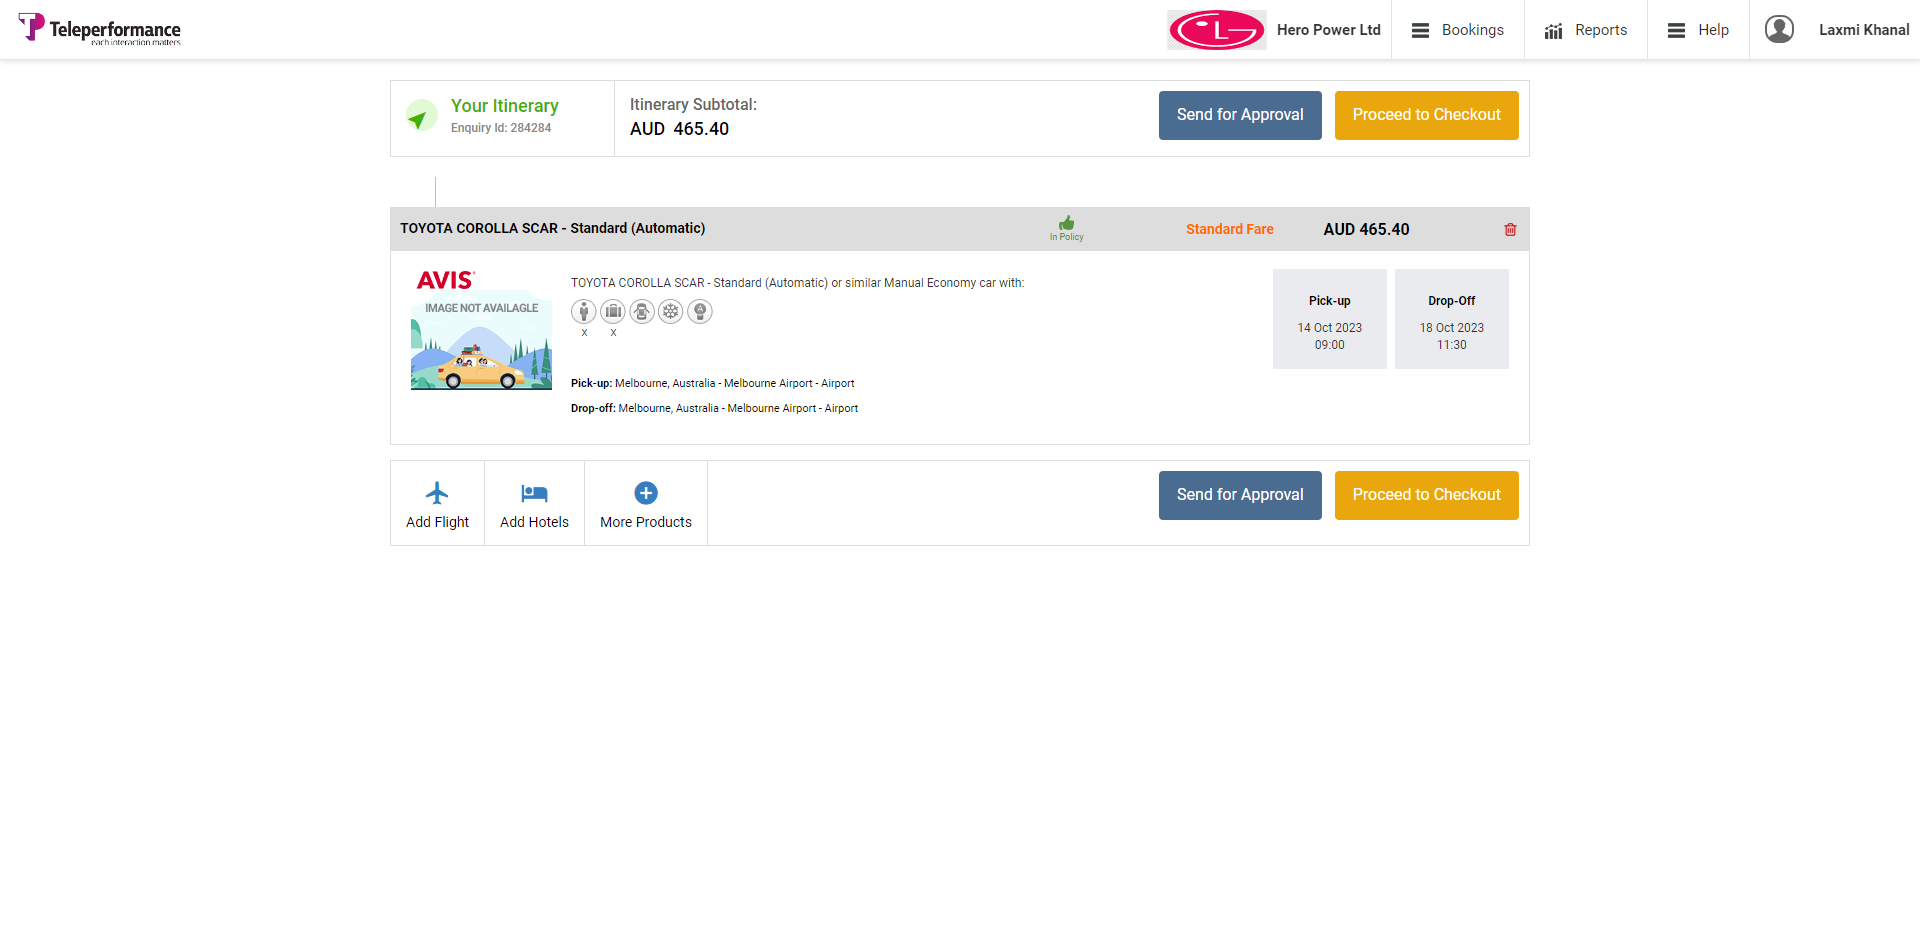 Teleperformance
each interaction matters
LG
Hero Power Ltd
Bookings
Reports
Help
Laxmi Khanal
Your Itinerary
Enquiry Id: 284284
Itinerary Subtotal:
AUD 465.40
Send for Approval
Proceed to Checkout
TOYOTA COROLLA SCAR - Standard (Automatic)
In Policy
Standard Fare
AUD 465.40
AVIS
IMAGE NOT AVAILAGLE
TOYOTA COROLLA SCAR - Standard (Automatic) or similar Manual Economy car with:
A
x x
Pick-up: Melbourne, Australia - Melbourne Airport - Airport
Drop-off: Melbourne, Australia - Melbourne Airport - Airport
Pick-up
14 Oct 2023
09:00
Drop-Off
18 Oct 2023
11:30
Add Flight
Add Hotels
More Products
Send for Approval
Proceed to Checkout